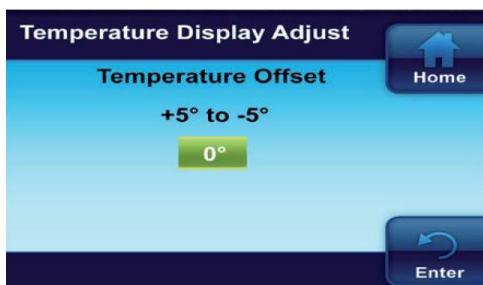 Temperature Display Adjust
Home
Temperature Offset
+5° to -5°
0°
Enter